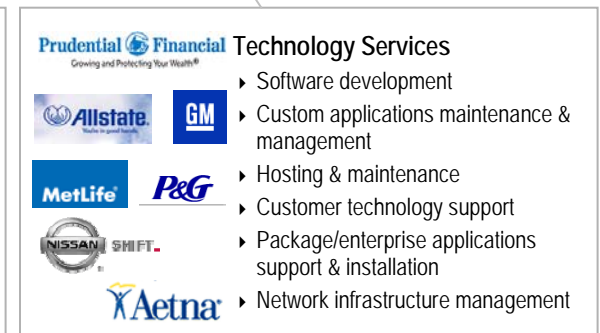 Prudential Financial
Growing and Protecting Your Wealth®
Allstate.
You're in good hands.
GM
MetLife®
P&G
NISSAN SHIFT_
Aetna®
Technology Services
Software development
Custom applications maintenance &
management
Hosting & maintenance
Customer technology support
Package/enterprise applications
support & installation
Network infrastructure management